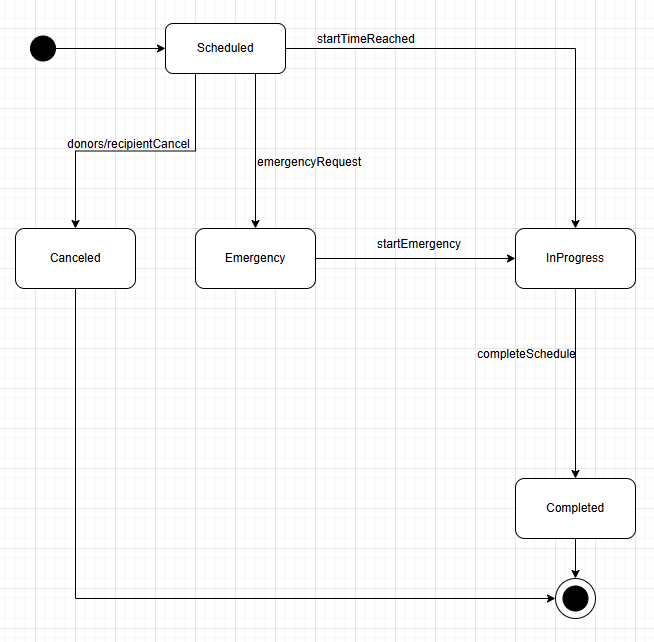 Scheduled
startTimeReached
donors/recipientCancel
emergencyRequest
Canceled
Emergency
startEmergency
InProgress
completeSchedule
Completed